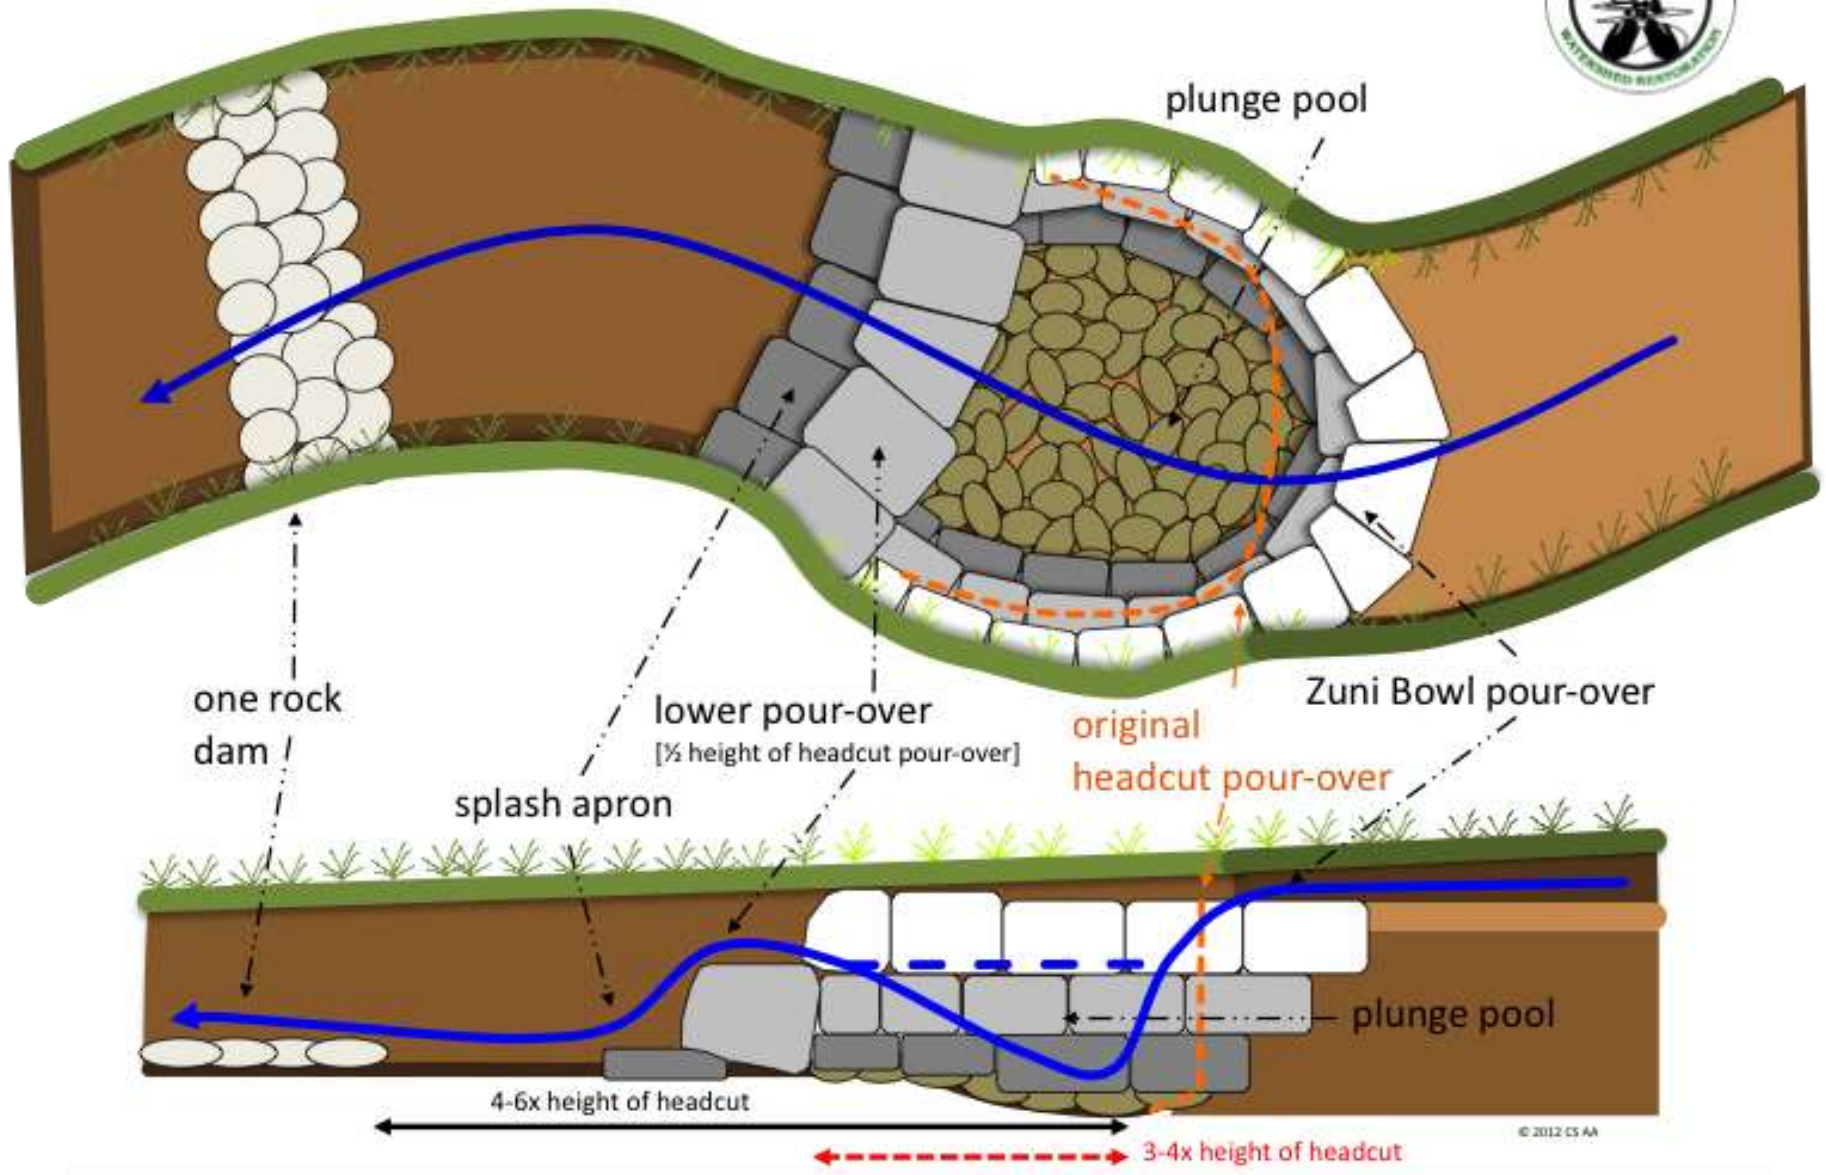 WATERSHED RESTORATION
plunge pool
one rock
dam
lower pour-over
[½ height of headcut pour-over]
splash apron
original
headcut pour-over
Zuni Bowl pour-over
plunge pool
4-6x height of headcut
3-4x height of headcut
© 2012 CS AA